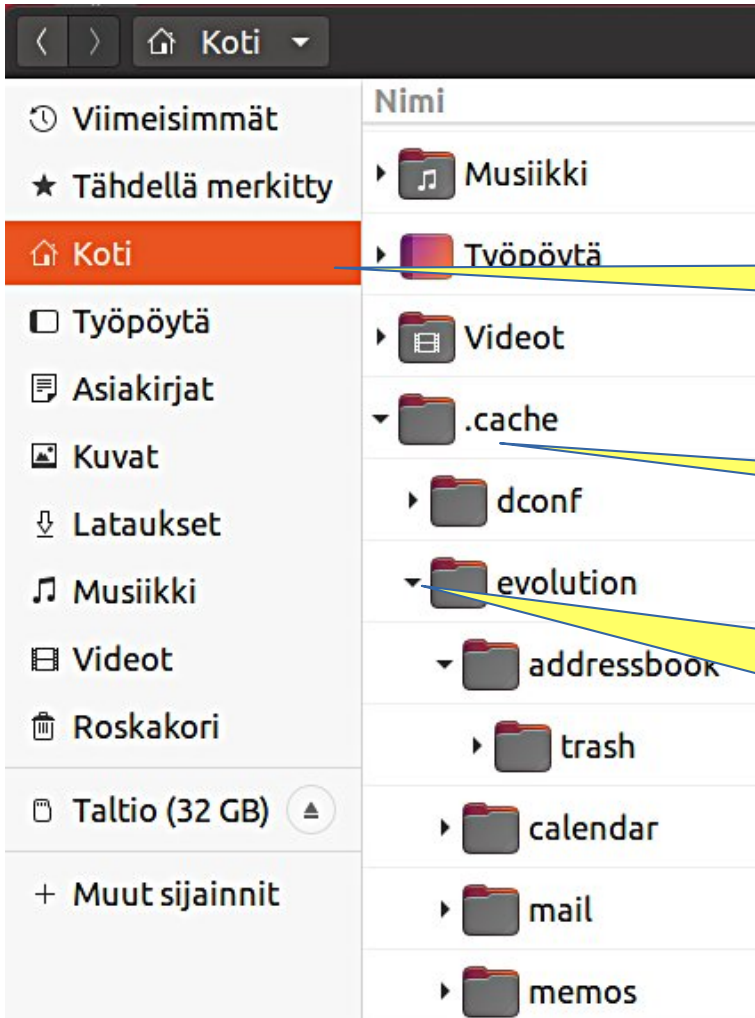 Koti
Viimeisimmät
Tähdellä merkitty
Koti
Työpöytä
Asiakirjat
Kuvat
Lataukset
Musiikki
Videot
Roskakori
Taltio (32 GB)
Muut sijainnit
Nimi
Musiikki
Työpöytä
Videot
.cache
dconf
evolution
addressbook
trash
calendar
mail
memos